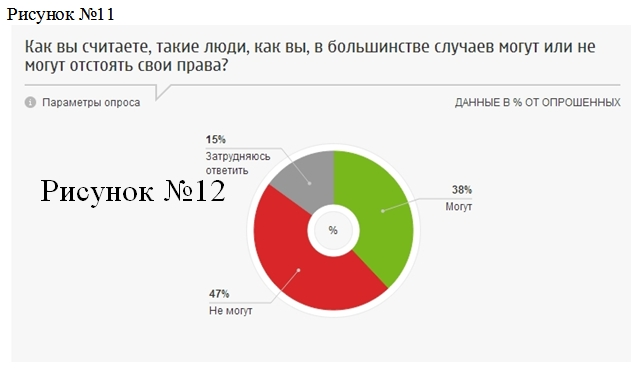 Рисунок №11
Как вы считаете, такие люди, как вы, в большинстве случаев могут или не
могут отстоять свои права?
Параметры опроса
ДАННЫЕ В % ОТ ОПРОШЕННЫХ
15%
Затрудняюсь
ответить
Рисунок №12
38%
Могут
%
47%
Не могут